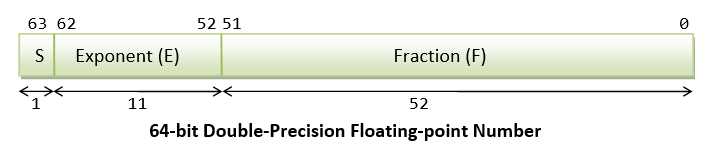 63 62 52 51 0
S Exponent (E) Fraction (F)
1 11 52
64-bit Double-Precision Floating-point Number